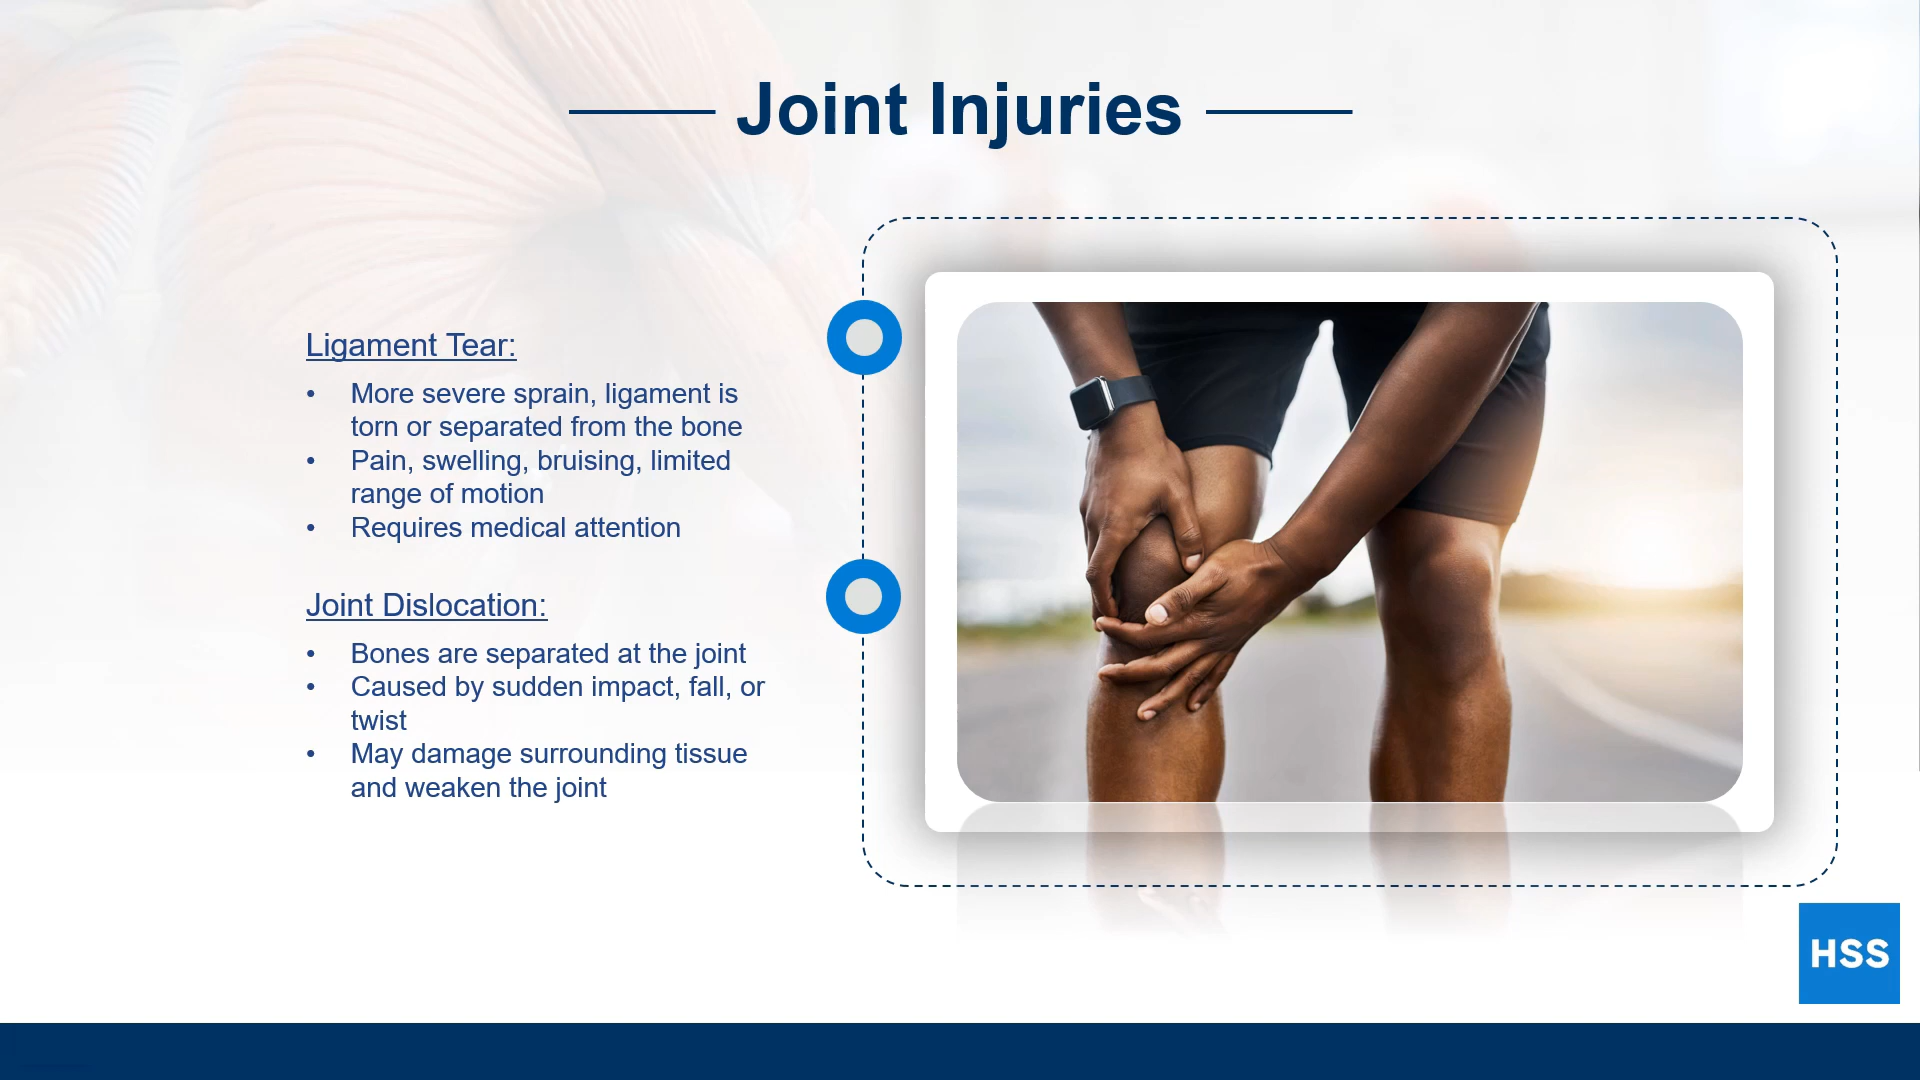 Joint Injuries
Ligament Tear:
• More severe sprain, ligament is
torn or separated from the bone
• Pain, swelling, bruising, limited
range of motion
• Requires medical attention
Joint Dislocation:
• Bones are separated at the joint
• Caused by sudden impact, fall, or
twist
• May damage surrounding tissue
and weaken the joint
HSS